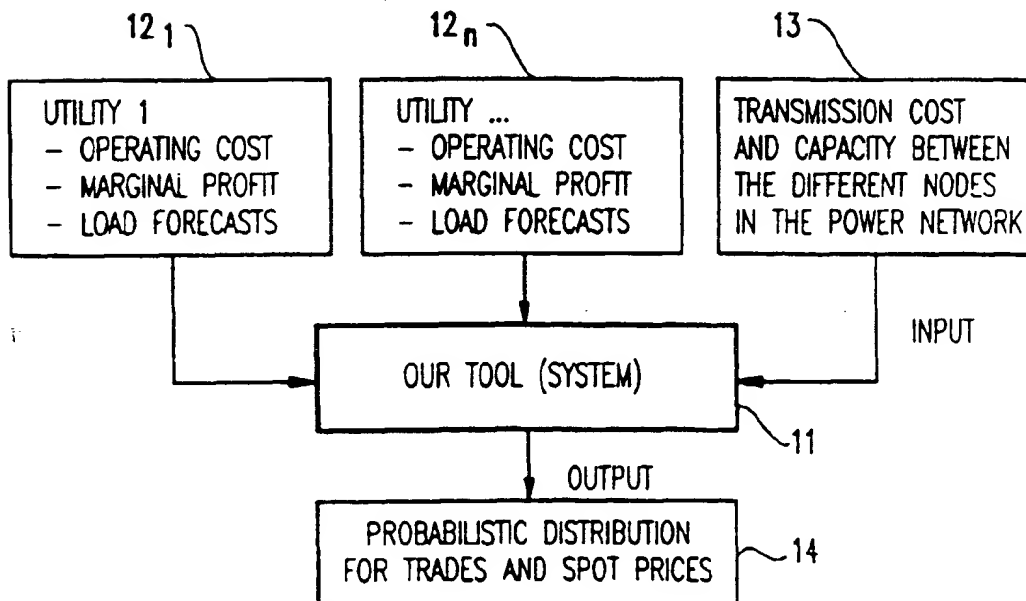 12 1
12 n
13
UTILITY 1
- OPERATING COST
- MARGINAL PROFIT
- LOAD FORECASTS
UTILITY ...
- OPERATING COST
- MARGINAL PROFIT
- LOAD FORECASTS
TRANSMISSION COST
AND CAPACITY BETWEEN
THE DIFFERENT NODES
IN THE POWER NETWORK
INPUT
OUR TOOL (SYSTEM)
11
OUTPUT
PROBABILISTIC DISTRIBUTION
FOR TRADES AND SPOT PRICES
14